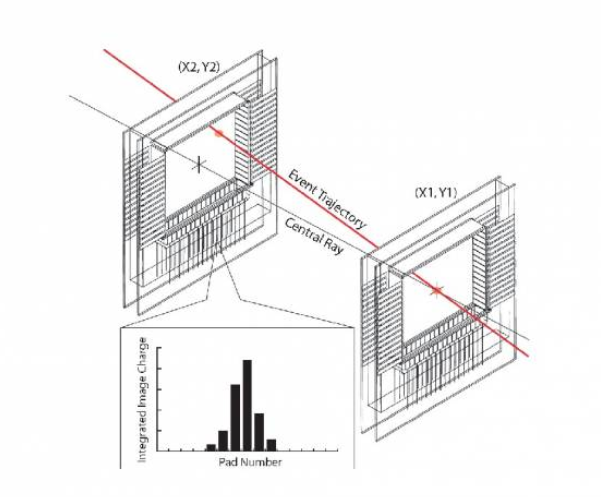 (X2, Y2)
Event Trajectory
(X1, Y1)
Central Ray
Integrated Image Charge
Pad Number